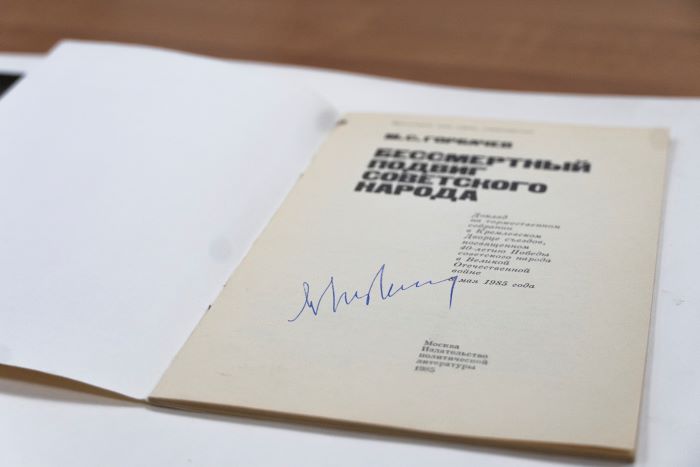 М.С. ГОРБАЧЕВ
БЕССМЕРТНЫЙ
ПОДВИГ
СОВЕТСКОГО
НАРОДА
Доклад
на торжественном
собрании
в Кремлевском
Дворце съездов,
посвященном
40-летию Победы
советского народа
в Великой
Отечественной
войне
мая 1985 года
Москва
Издательство
политической
литературы
1985